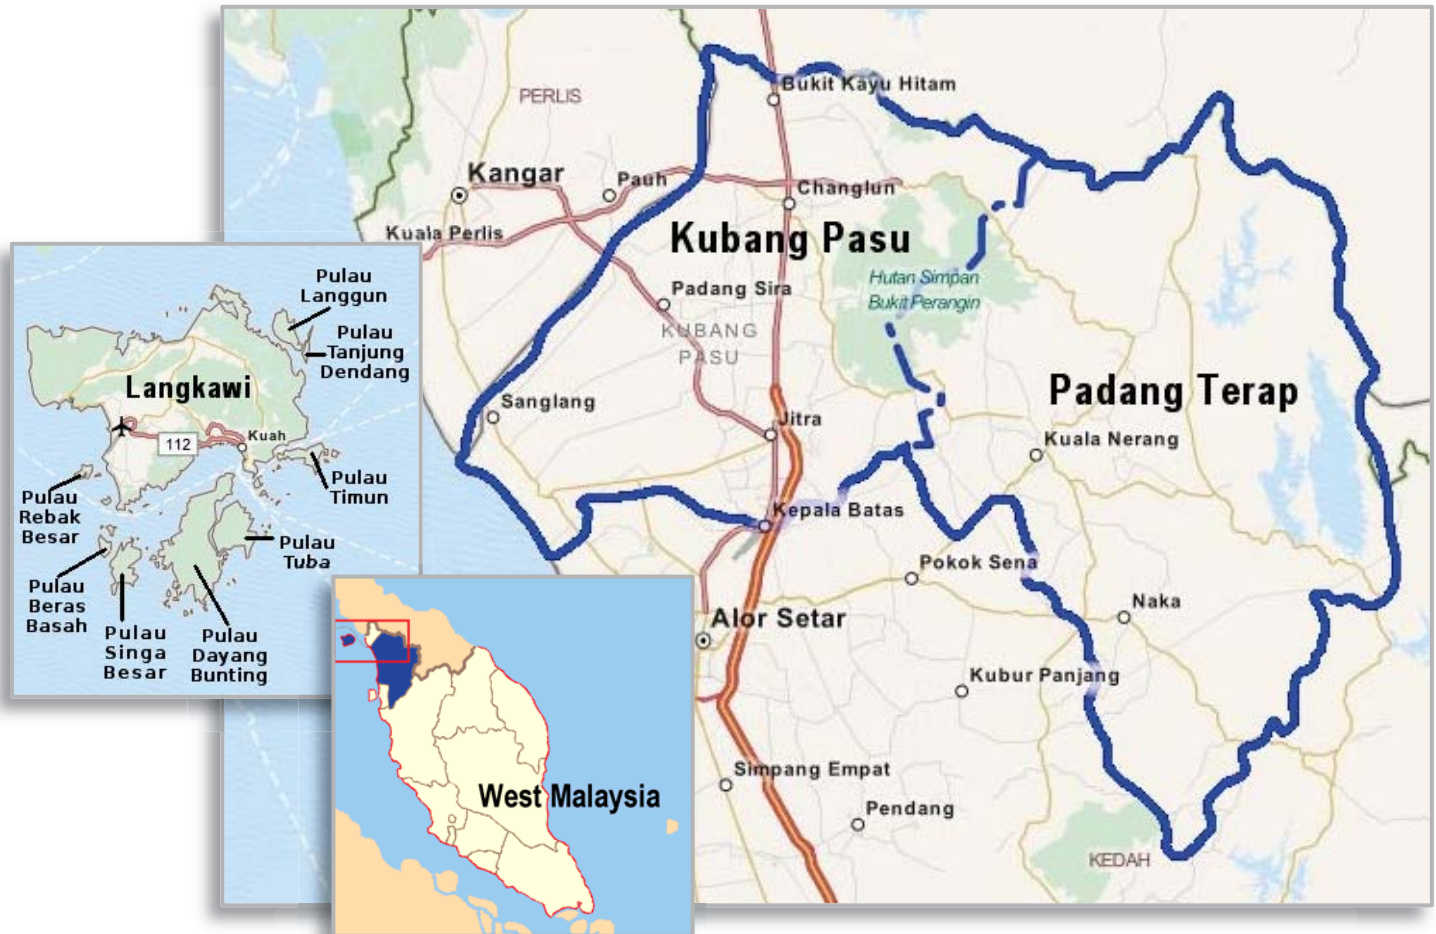 Bukit Kayu Hitam
PERLIS
Kangar
Pauh
Changlun
Kuala Perlis
Kubang Pasu
Hutan Simpan
Bukit Perangin
Padang Sira
KUBANG
PASU
Padang Terap
Sanglang
Jitra
Kuala Nerang
Kepala Batas
Pokok Sena
Naka
Alor Setar
Kubur Panjang
Simpang Empat
Pendang
KEDAH
Pulau
Langgun
Pulau
Tanjung
Dendang
Langkawi
112
Kuah
Pulau
Timun
Pulau
Rebak
Besar
Pulau
Tuba
Pulau
Beras
Basah
Pulau
Singa
Besar
Pulau
Dayang
Bunting
West Malaysia